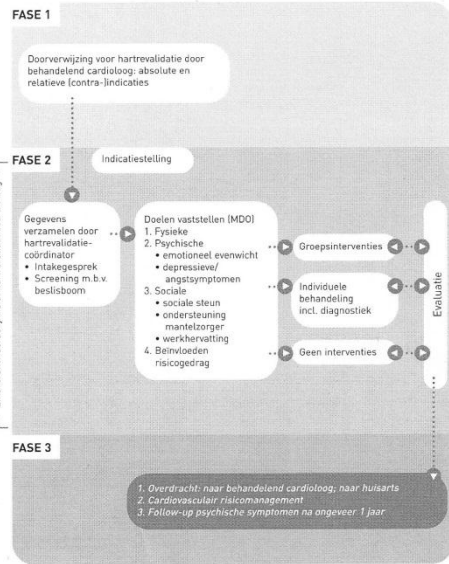 FASE 1
Doorverwijzing voor hartrevalidatie door
behandelend cardioloog: absolute en
relatieve (contra-)indicaties
FASE 2
Indicatiestelling
Gegevens
verzamelen door
hartrevalidatie-
coördinator
• Intakegesprek
• Screening m.b.v.
beslisboom
Doelen vaststellen (MDO)
1. Fysieke
2. Psychische
• emotioneel evenwicht
• depressieve/
angstsymptomen
3. Sociale
• sociale steun
• ondersteuning
mantelzorger
• werkhervatting
4. Beïnvloeden
risicogedrag
Groepsinterventies
Individuele
behandeling
incl. diagnostiek
Geen interventies
Evaluatie
FASE 3
1. Overdracht: naar behandelend cardioloog; naar huisarts
2. Cardiovasculair risicomanagement
3. Follow-up psychische symptomen na ongeveer 1 jaar